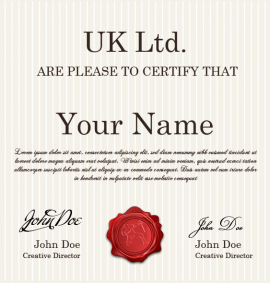 UK Ltd.
ARE PLEASE TO CERTIFY THAT
Your Name
Lorem ipsum dolor sit amet, consectetuer adipiscing elit, sed diam nonummy nibh euismod tincidunt ut
laoreet dolore magna aliquam erat volutpat. Wisisi enim ad minim veniam, quis nostrud exerci tation
ullamcorper suscipit lobortis nisl ut aliquip ex ea commodo consequat. Duis autem vel eum iriure dolor
in hendrerit in vulputate velit esse molestie consequat
John Doe
John Doe
John Doe
John Doe
Creative Director
Creative Director